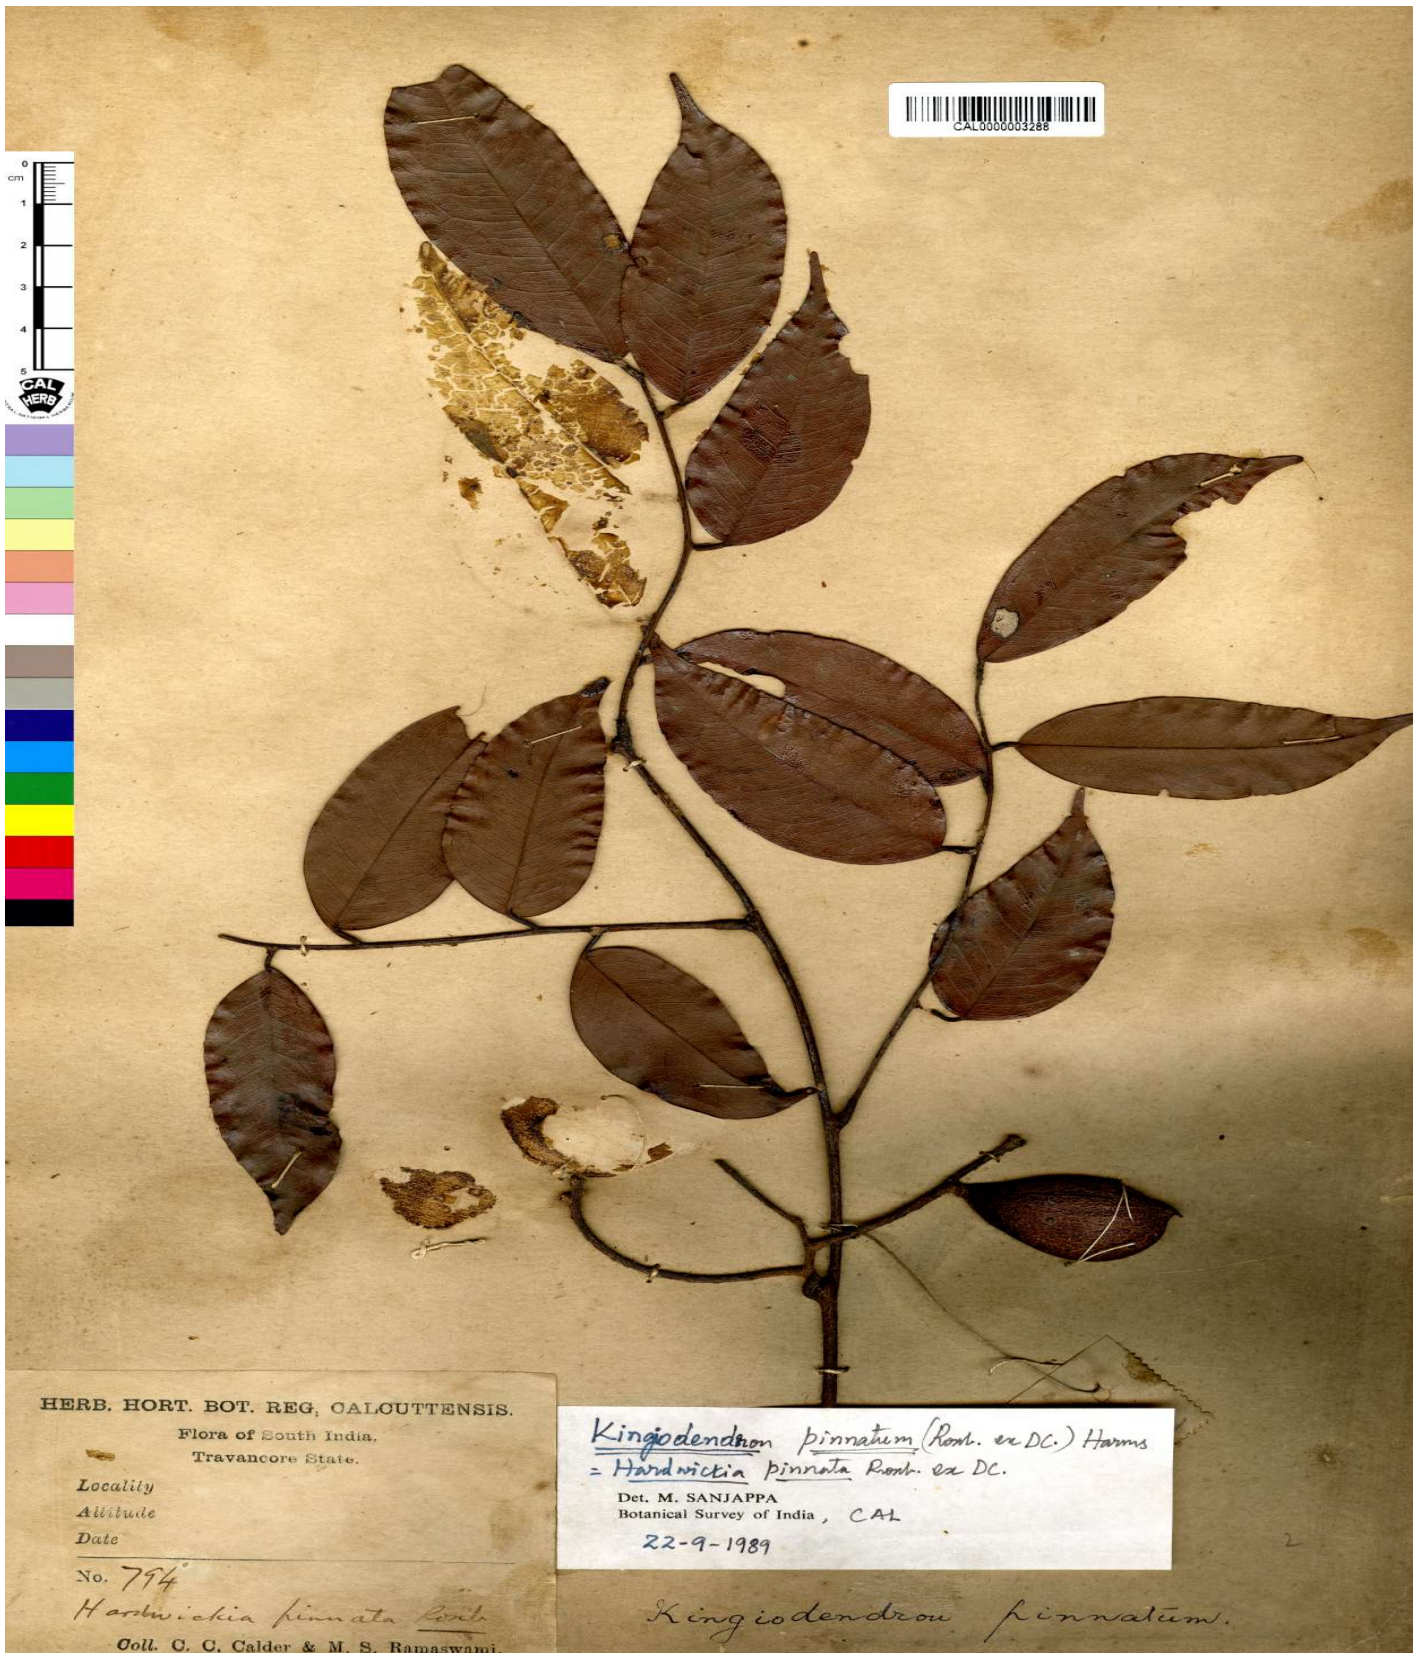 CAL0000003288
0
cm
1
2
3
4
5
CAL
HERB
HERB. HORT. BOT. REG, CALCUTTENSIS.
Flora of South India,
Travancore State.
Locality
Altitude
Date
No. 794
Hardwickia pinnata Roxb.
Coll. C. C. Calder & M. S. Ramaswami.
Kingiodendron pinnatum (Roxb. ex DC.) Harms
= Hardwickia pinnata Roxb. ex DC.
Det. M. SANJAPPA
Botanical Survey of India, CAL
22-9-1989
2
Kingiodendron pinnatum.